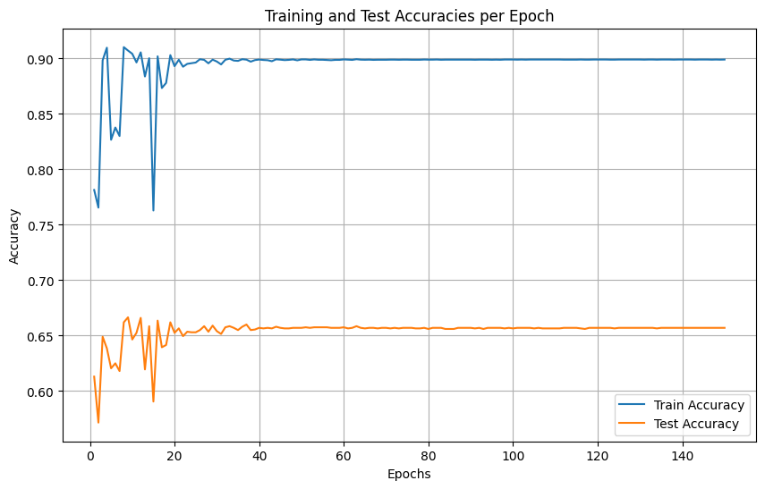 Training and Test Accuracies per Epoch
Accuracy
0.90
0.85
0.80
0.75
0.70
0.65
0.60
0 20 40 60 80 100 120 140
Epochs
Train Accuracy
Test Accuracy